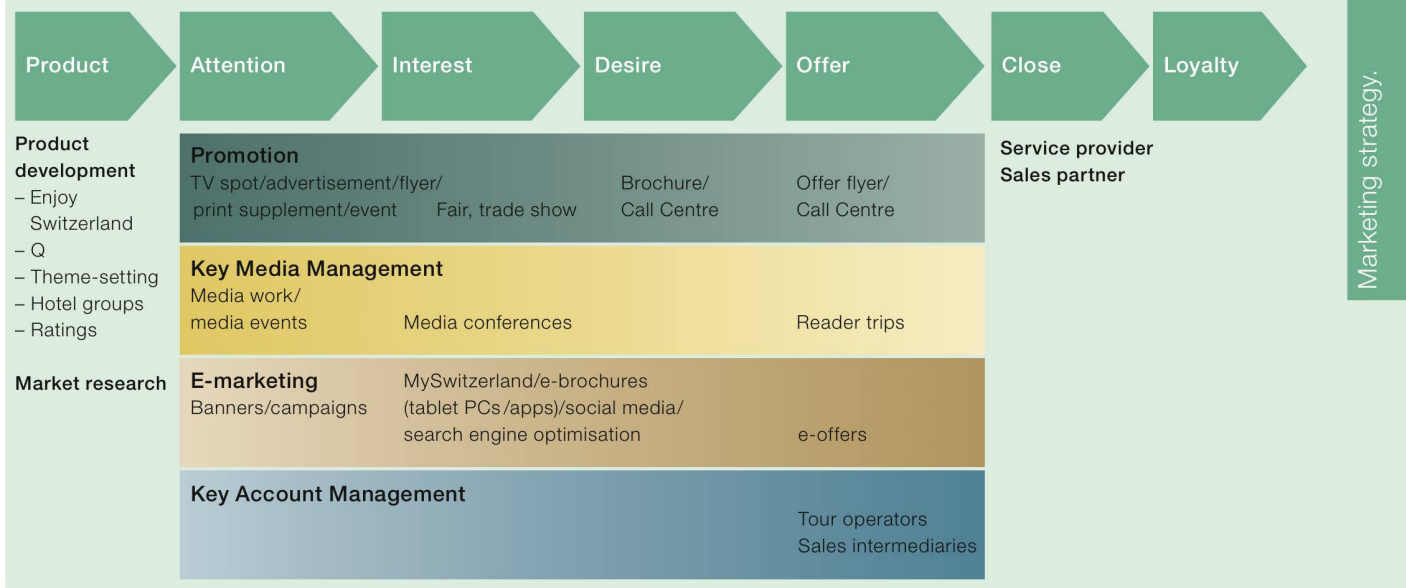 Product
Attention
Interest
Desire
Offer
Close
Loyalty
Marketing strategy.
Product
development
– Enjoy
Switzerland
– Q
– Theme-setting
– Hotel groups
– Ratings
Market research
Promotion
TV spot/advertisement/flyer/
print supplement/event
Fair, trade show
Brochure/
Call Centre
Offer flyer/
Call Centre
Key Media Management
Media work/
media events
Media conferences
Reader trips
E-marketing
Banners/campaigns
MySwitzerland/e-brochures
(tablet PCs/apps)/social media/
search engine optimisation
e-offers
Key Account Management
Tour operators
Sales intermediaries
Service provider
Sales partner